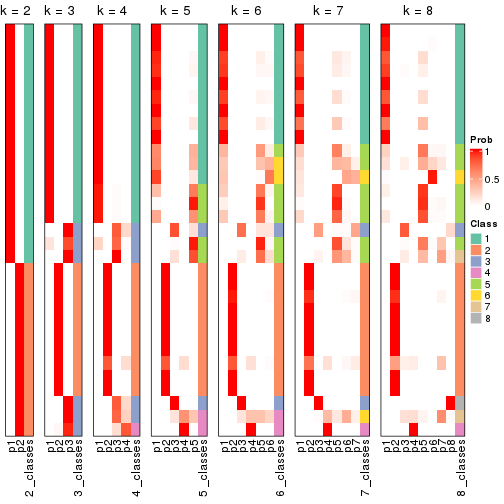 k = 2
k = 3
k = 4
k = 5
k = 6
k = 7
k = 8
Prob
1
0.5
0
Class
1
2
3
4
5
6
7
8
p1
p2
2_classes
p1
p2
p3
3_classes
p1
p2
p3
p4
4_classes
p1
p2
p3
p4
p5
5_classes
p1
p2
p3
p4
p5
p6
6_classes
p1
p2
p3
p4
p5
p6
p7
7_classes
p1
p2
p3
p4
p5
p6
p7
p8
8_classes